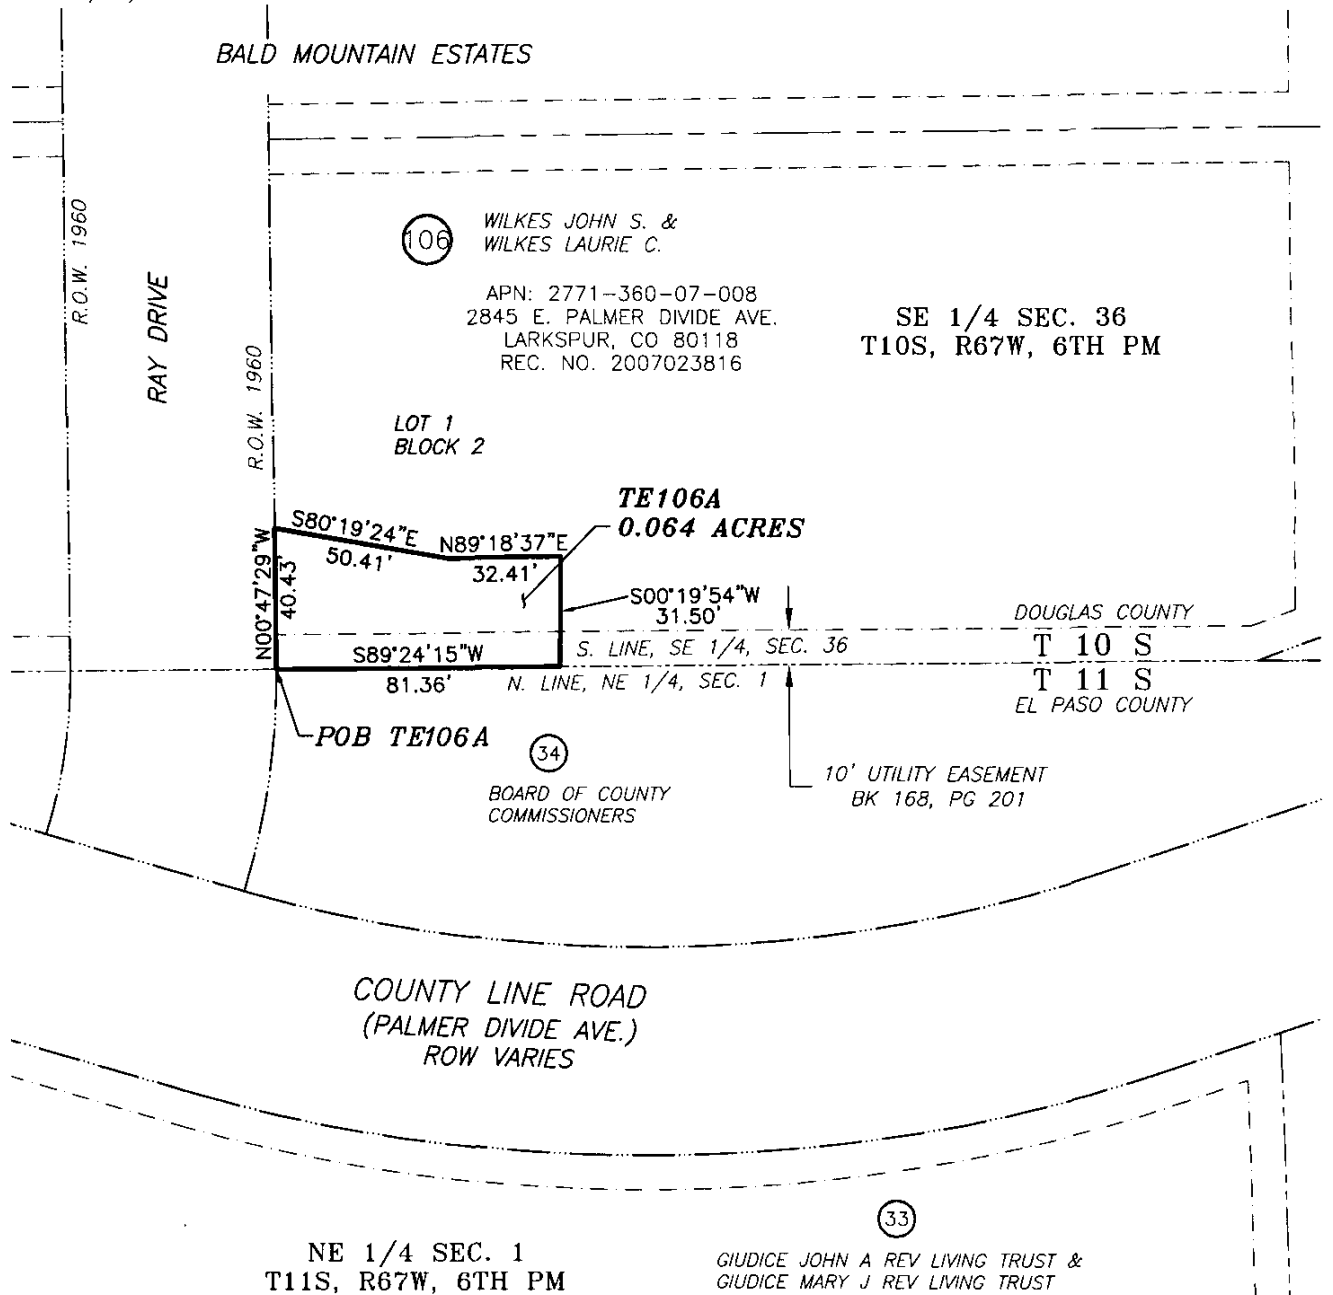 BALD MOUNTAIN ESTATES
R.O.W. 1960
RAY DRIVE
R.O.W. 1960
106
WILKES JOHN S. &
WILKES LAURIE C.
APN: 2771-360-07-008
2845 E. PALMER DIVIDE AVE.
LARKSPUR, CO 80118
REC. NO. 2007023816
SE 1/4 SEC. 36
T10S, R67W, 6TH PM
LOT 1
BLOCK 2
TE106A
0.064 ACRES
S80°19'24"E
50.41'
N89°18'37"E
32.41'
N00°47'29"W
40.43'
S00°19'54"W
31.50'
S89°24'15"W
81.36'
S. LINE, SE 1/4, SEC. 36
N. LINE, NE 1/4, SEC. 1
DOUGLAS COUNTY
T 10 S
T 11 S
EL PASO COUNTY
POB TE106A
34
BOARD OF COUNTY
COMMISSIONERS
10' UTILITY EASEMENT
BK 168, PG 201
COUNTY LINE ROAD
(PALMER DIVIDE AVE.)
ROW VARIES
33
NE 1/4 SEC. 1
T11S, R67W, 6TH PM
GIUDICE JOHN A REV LIVING TRUST &
GIUDICE MARY J REV LIVING TRUST